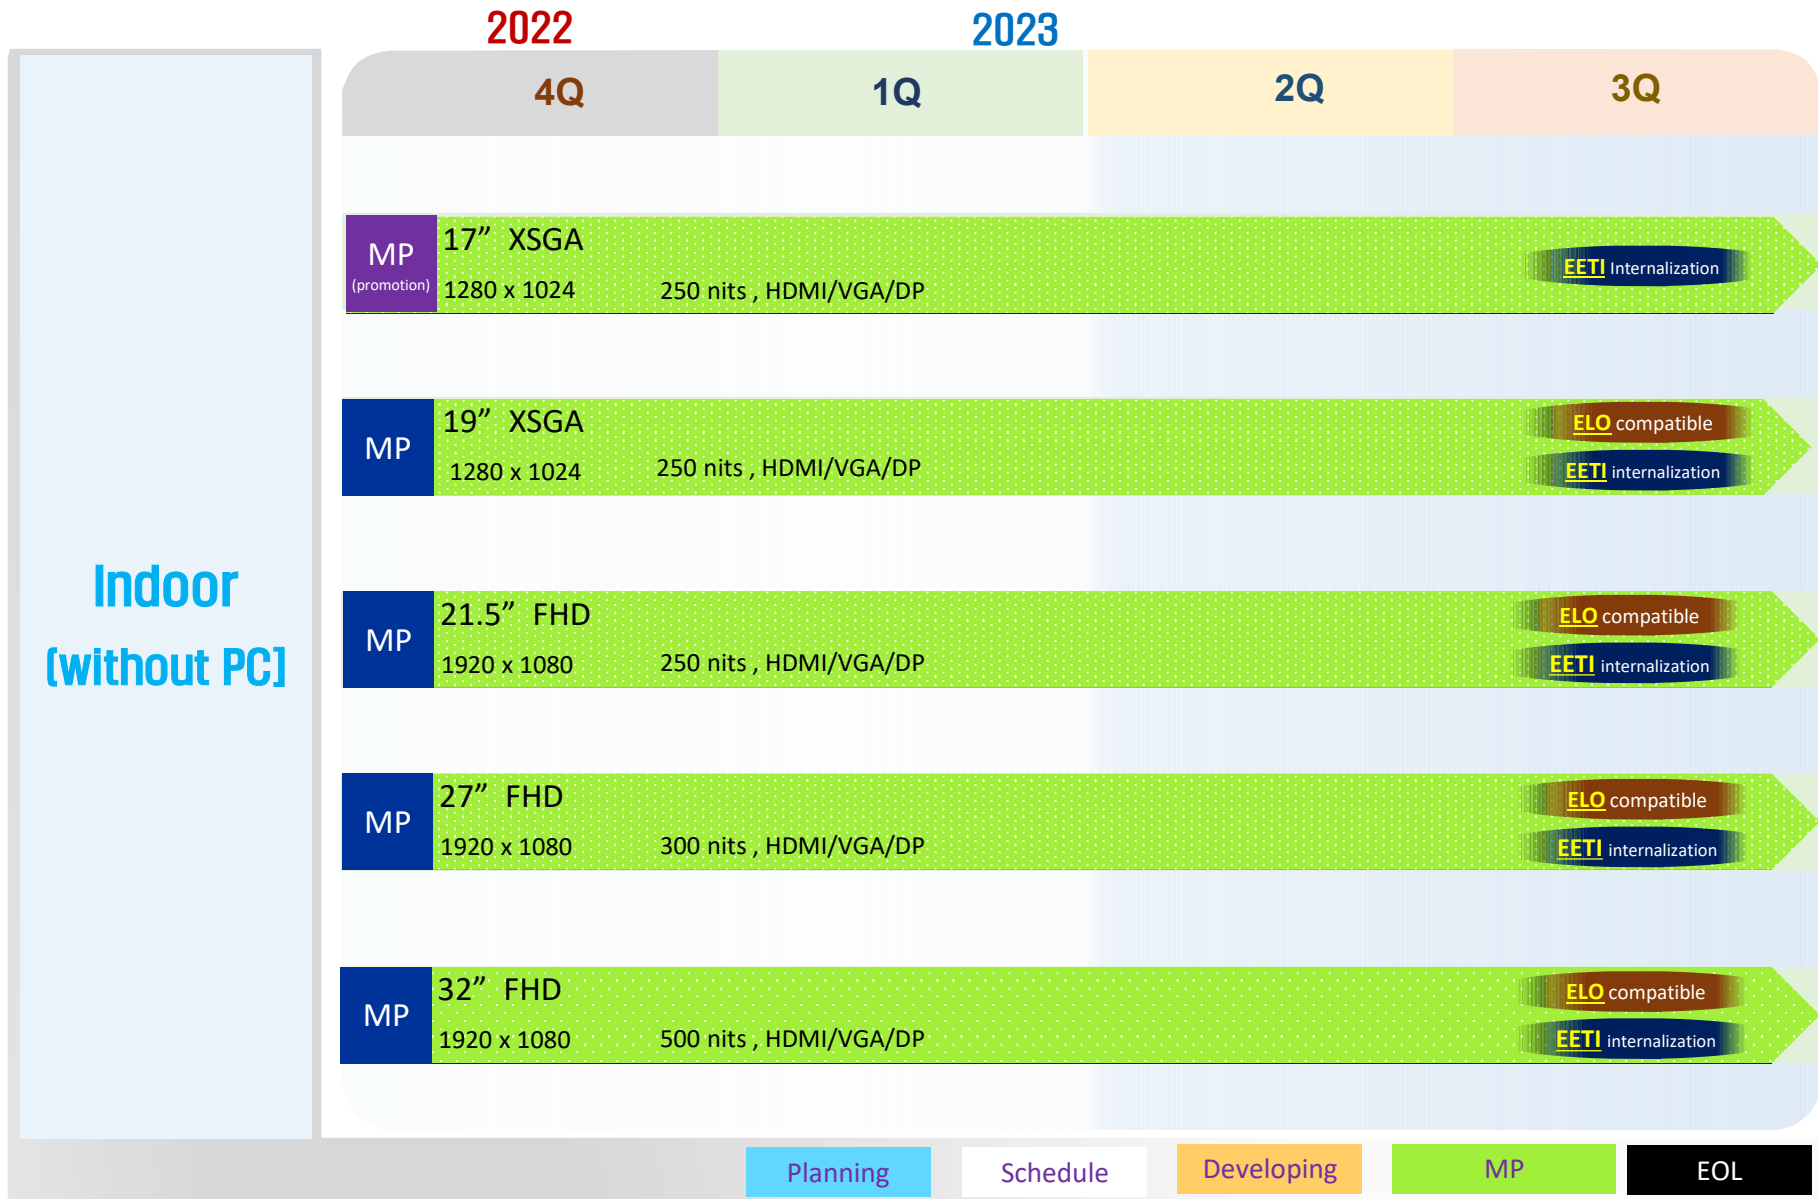 2022
2023
4Q
1Q
2Q
3Q
Indoor
(without PC]
MP
(promotion)
17” XSGA
1280 x 1024
250 nits , HDMI/VGA/DP
EETI Internalization
MP
19” XSGA
1280 x 1024
250 nits , HDMI/VGA/DP
ELO compatible
EETI internalization
MP
21.5” FHD
1920 x 1080
250 nits , HDMI/VGA/DP
ELO compatible
EETI internalization
MP
27” FHD
1920 x 1080
300 nits , HDMI/VGA/DP
ELO compatible
EETI internalization
MP
32” FHD
1920 x 1080
500 nits , HDMI/VGA/DP
ELO compatible
EETI internalization
Planning
Schedule
Developing
MP
EOL